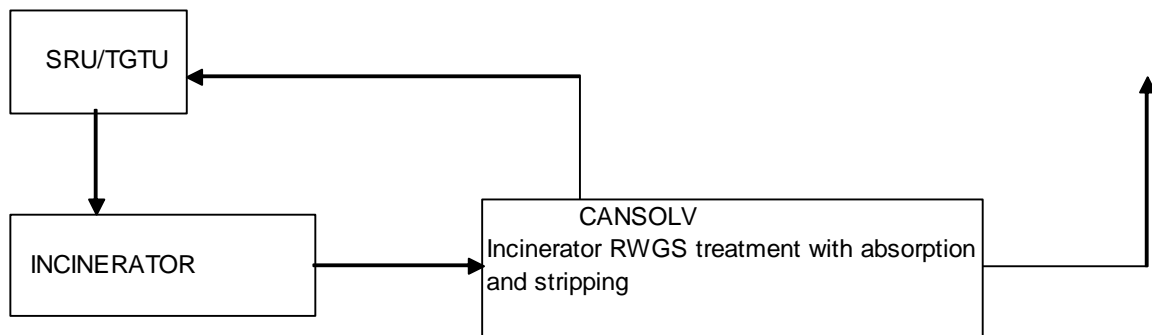 SRU/TGTU
INCINERATOR
CANSOLV
Incinerator RWGS treatment with absorption
and stripping